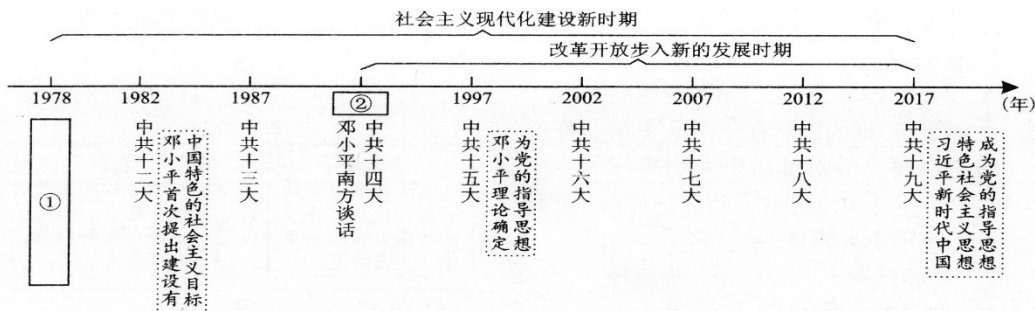 社会主义现代化建设新时期
改革开放步入新的发展时期
1978
1982
1987
②
1997
2002
2007
2012
2017
(年)
①
中共十二大
邓小平首次提出建设有
中国特色的社会主义目标
中共十三大
邓小平南方谈话
中共十四大
中共十五大
邓小平理论确定
为党的指导思想
中共十六大
中共十七大
中共十八大
中共十九大
习近平新时代中国
特色社会主义思想
成为党的指导思想